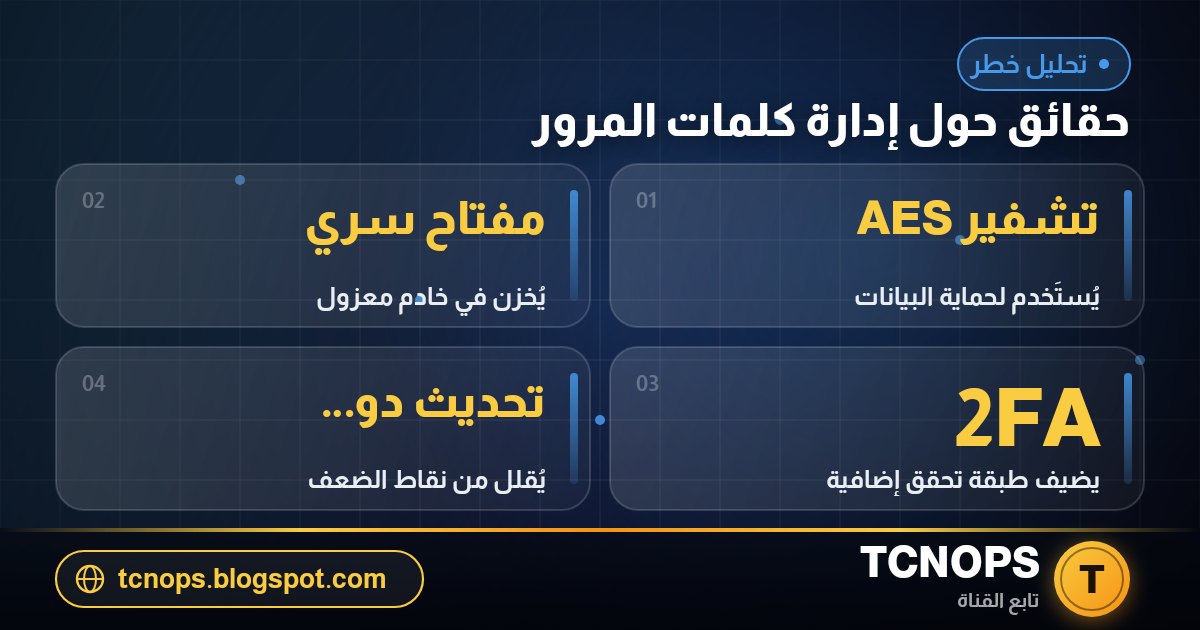 تحليل خطر
حقائق حول إدارة كلمات المرور
01
تشفير AES
يُستَخدم لحماية البيانات
02
مفتاح سري
يُخزن في خادم معزول
03
2FA
يضيف طبقة تحقق إضافية
04
تحديث دو...
يُقلل من نقاط الضعف
T
TCNOPS
تابع القناة
tcnops.blogspot.com